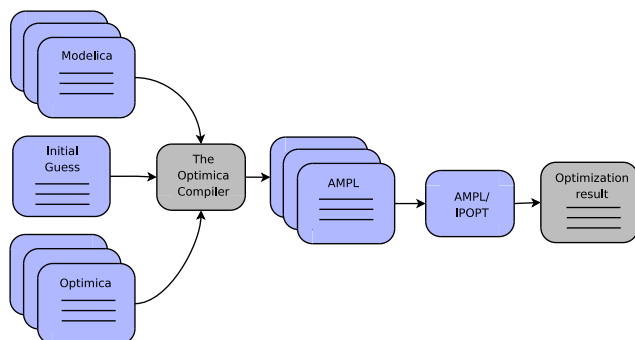 Modelica
Initial
Guess
Optimica
The
Optimica
Compiler
AMPL
AMPL/
IPOPT
Optimization
result